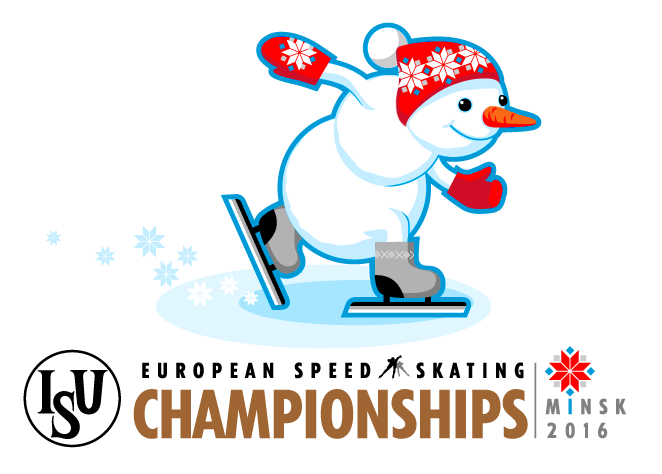 ISU
EUROPEAN SPEED SKATING
CHAMPIONSHIPS
MINSK
2016